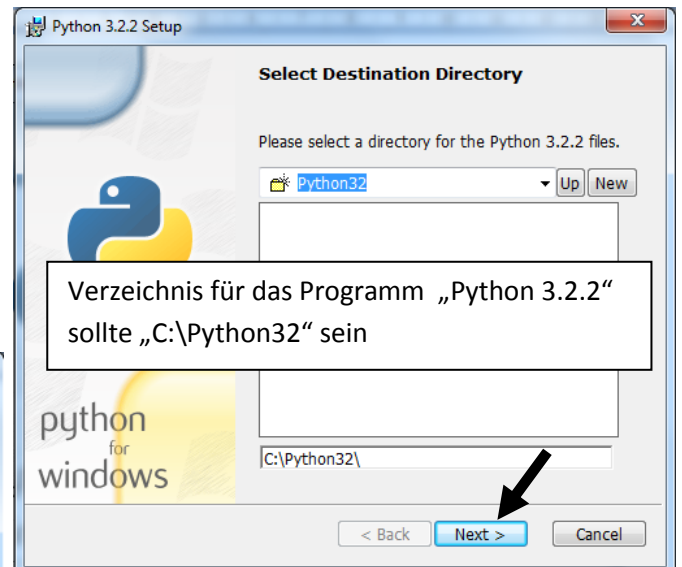 Python 3.2.2 Setup
x
Select Destination Directory
Please select a directory for the Python 3.2.2 files.
Python32
Up New
Verzeichnis für das Programm „Python 3.2.2“
sollte „C:\Python32“ sein
python
for
windows
C:\Python32\
< Back Next > Cancel